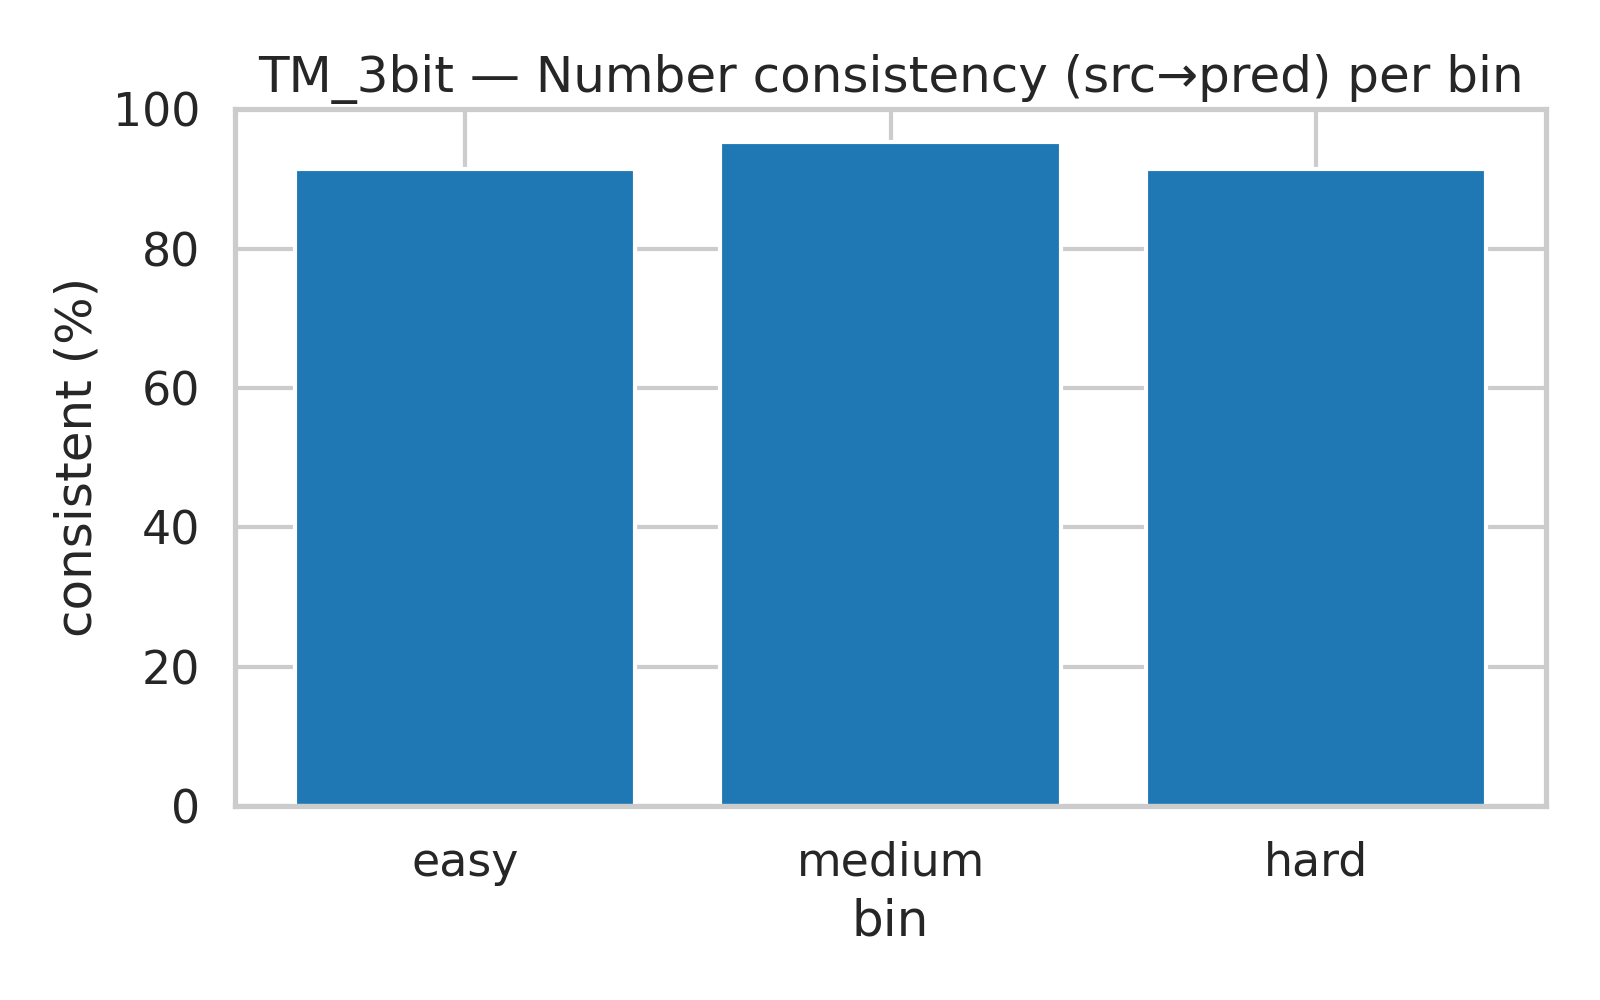 TM_3bit — Number consistency (src→pred) per bin
100
80
60
40
20
0
consistent (%)
easy medium hard
bin